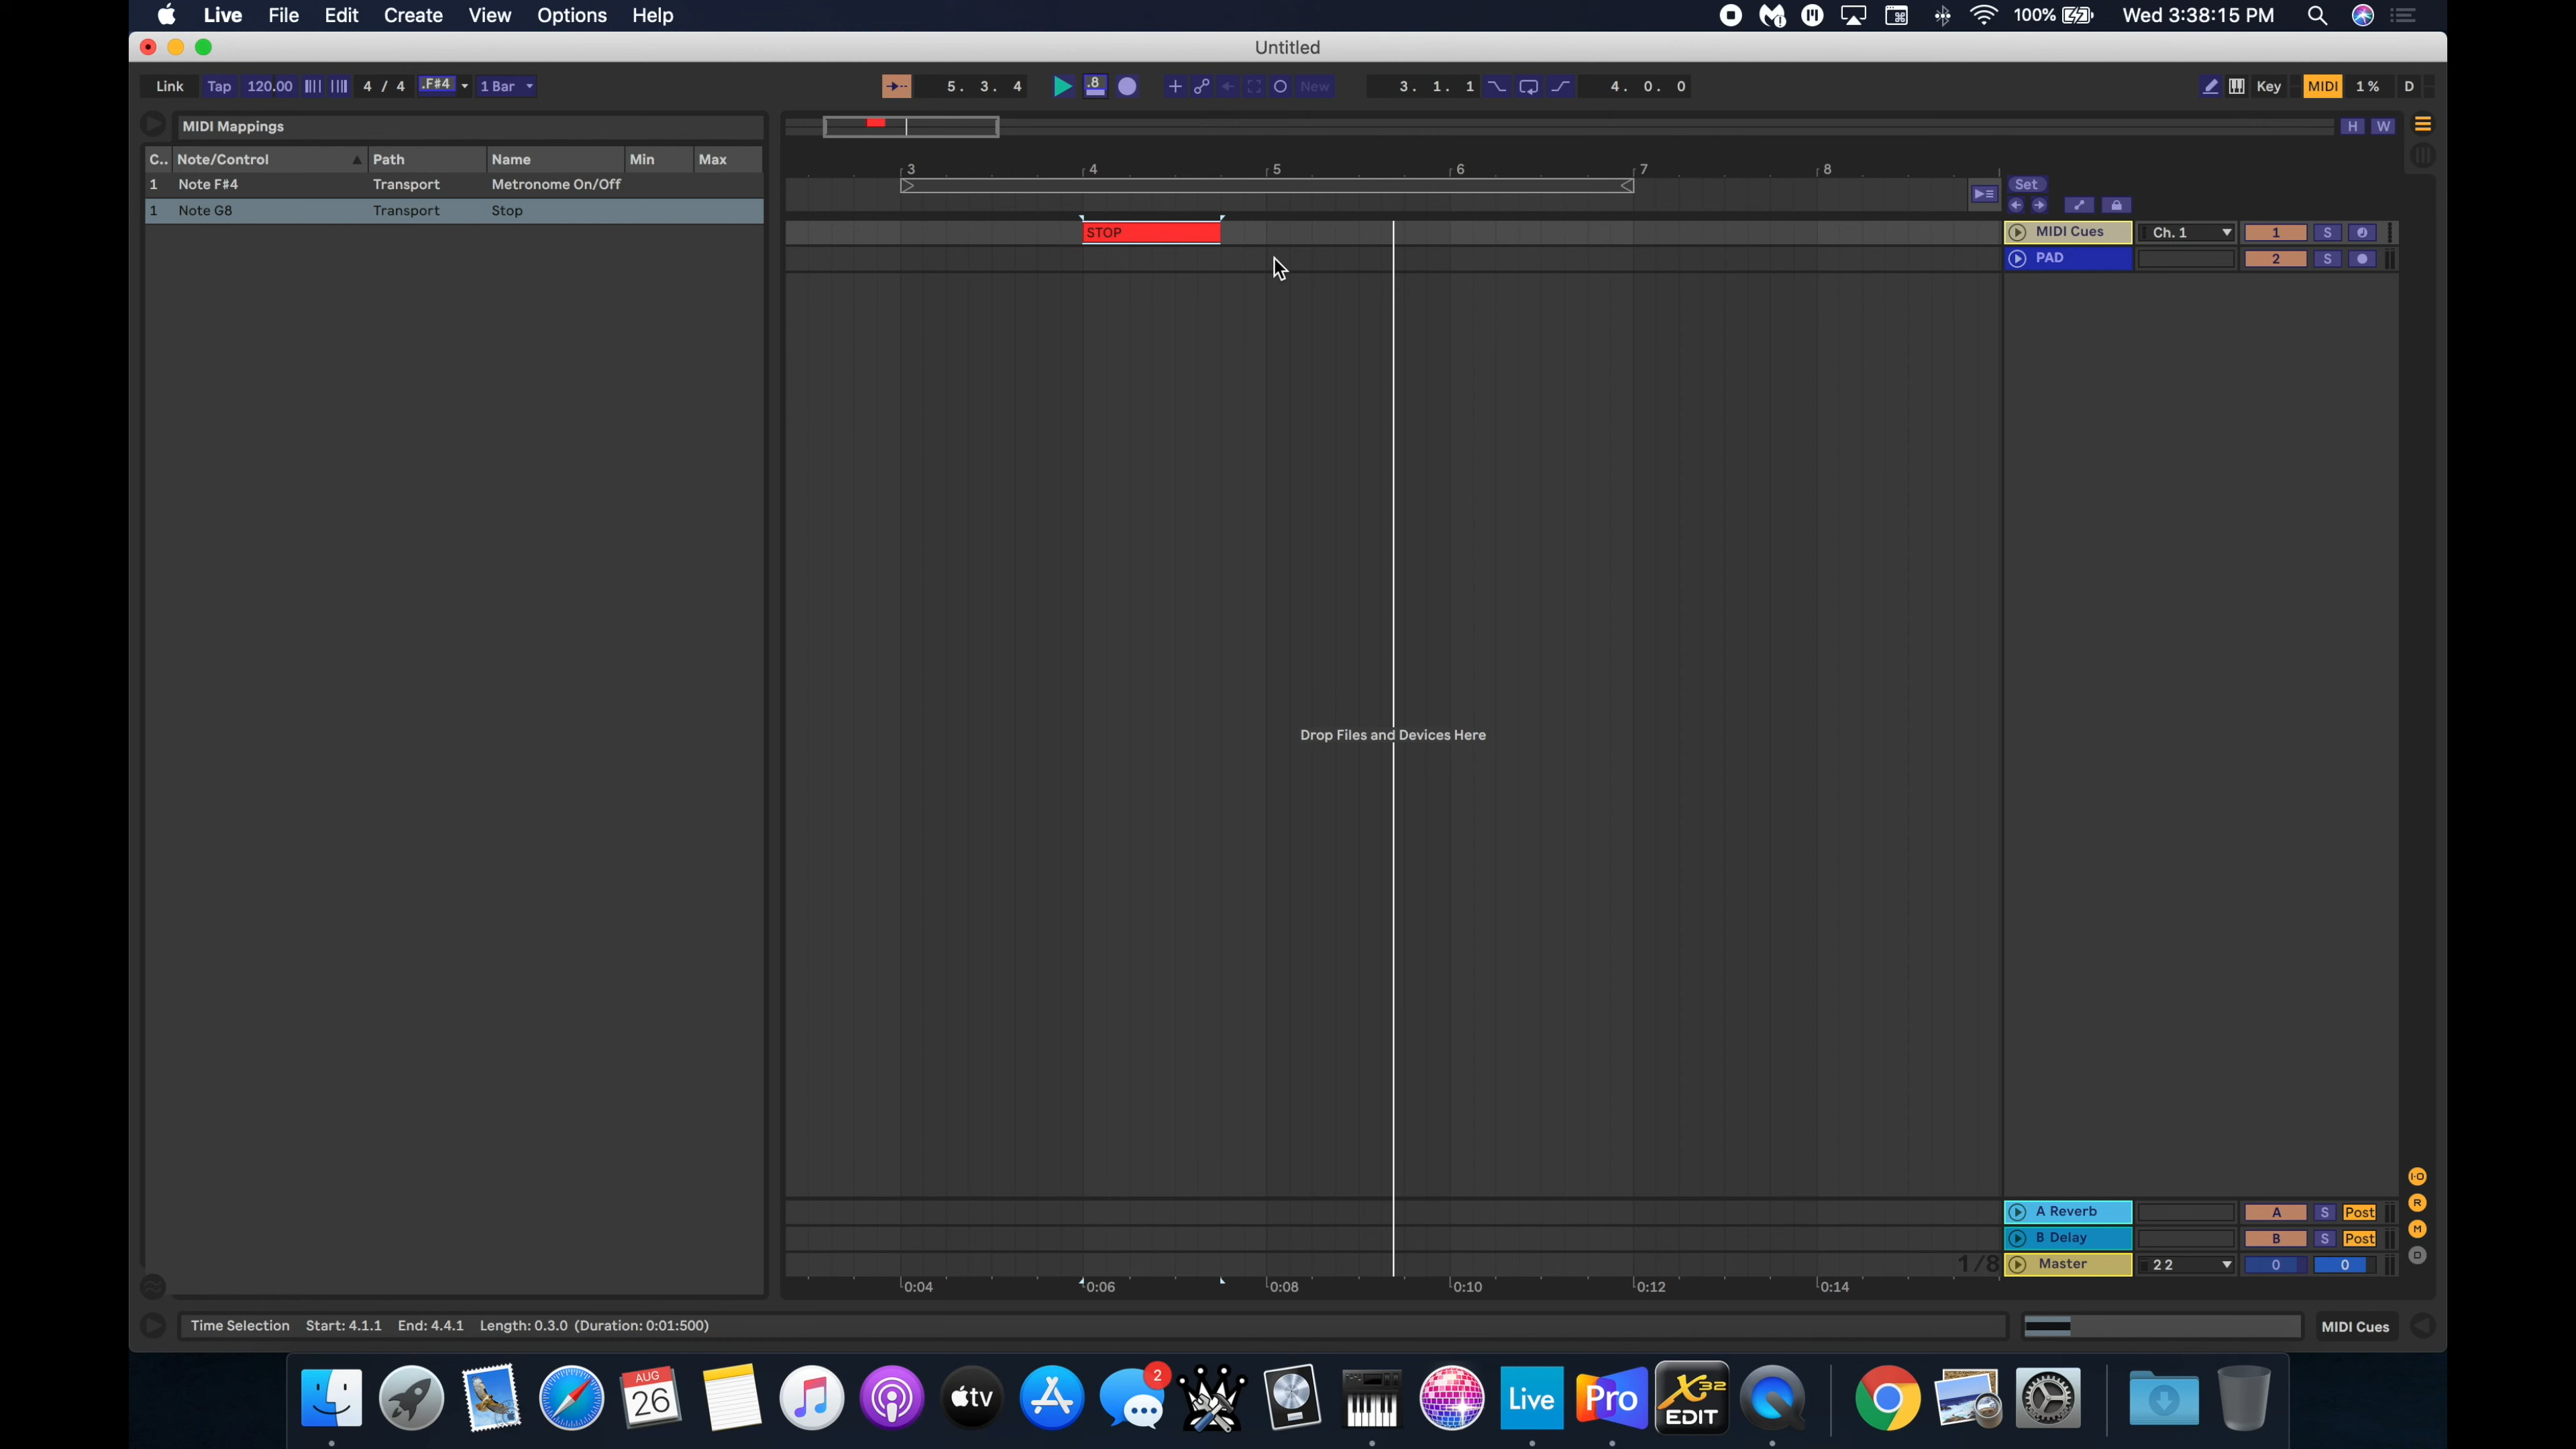 Live File Edit Create View Options Help 100% Wed 3:38:15 PM
Untitled
Link Tap 120.00 4 / 4 .F#4 1 Bar 5. 3. 4 .8 New 3. 1. 1 4. 0. 0 Key MIDI 1 % D
MIDI Mappings H W
C.. Note/Control Path Name Min Max
1 Note F#4 Transport Metronome On/Off
1 Note G8 Transport Stop
3 4 5 6 7 8
Set
STOP MIDI Cues Ch. 1 1 S
PAD 2 S
Drop Files and Devices Here
A Reverb A S Post
B Delay B S Post
1/8 Master 2 2 0 0
I·O
R
M
D
0:04 0:06 0:08 0:10 0:12 0:14
Time Selection Start: 4.1.1 End: 4.4.1 Length: 0.3.0 (Duration: 0:01:500) MIDI Cues
AUG
26
tv
2
Live
Pro
X32
EDIT